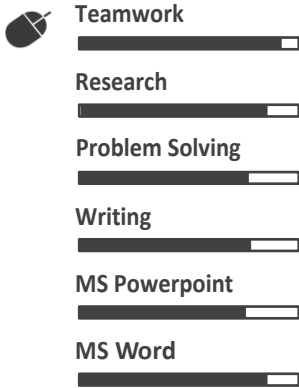 Teamwork
Research
Problem Solving
Writing
MS Powerpoint
MS Word